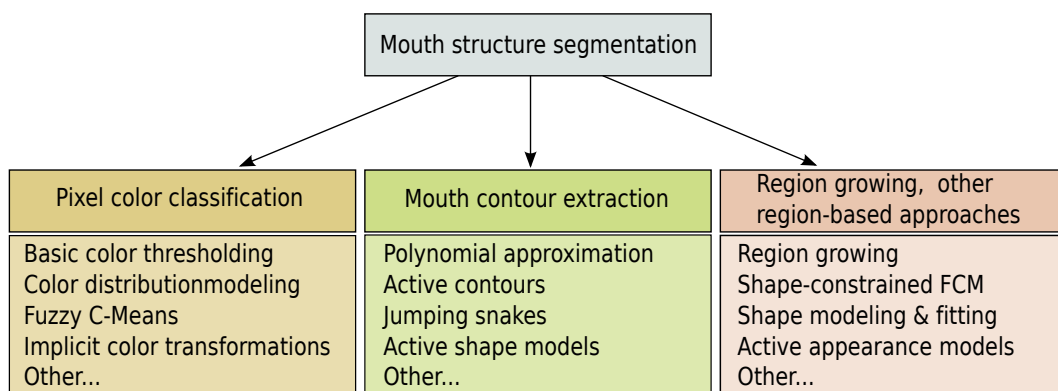 Mouth structure segmentation
Pixel color classification
Basic color thresholding
Color distributionmodeling
Fuzzy C-Means
Implicit color transformations
Other...
Mouth contour extraction
Polynomial approximation
Active contours
Jumping snakes
Active shape models
Other...
Region growing, other
region-based approaches
Region growing
Shape-constrained FCM
Shape modeling & fitting
Active appearance models
Other...